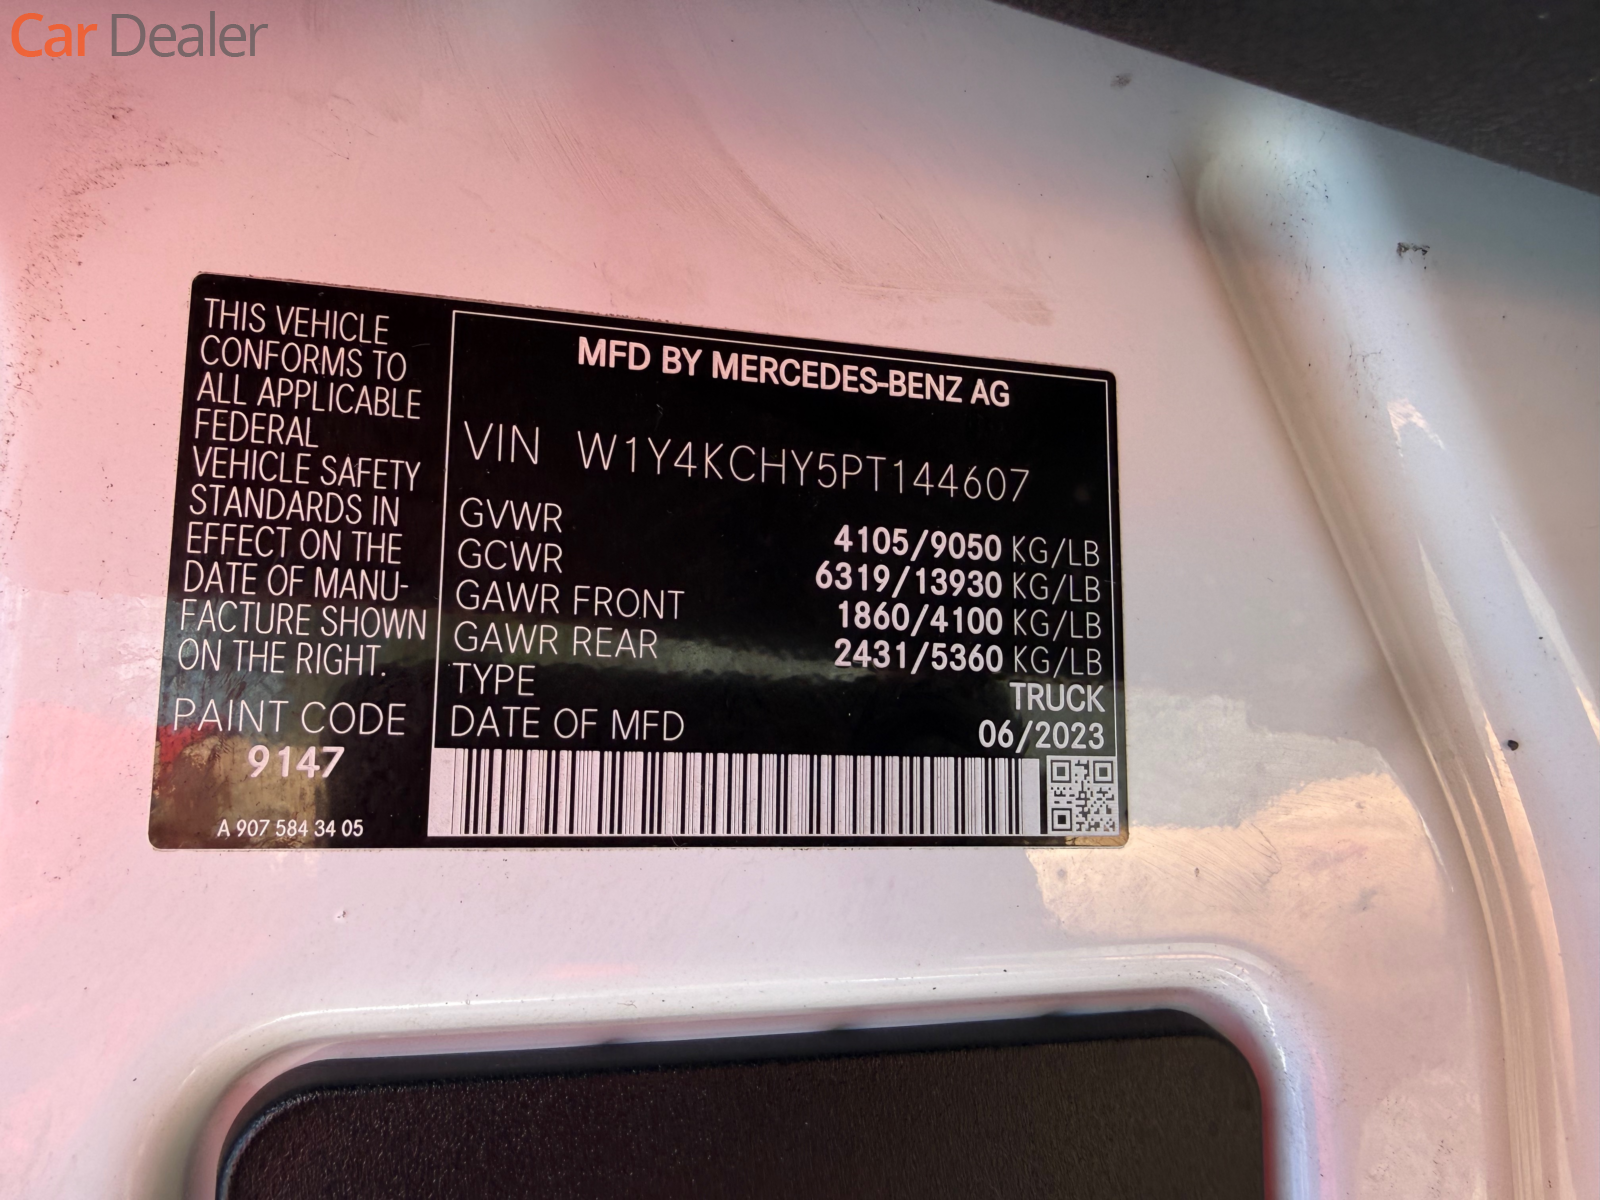 Car Dealer
THIS VEHICLE
CONFORMS TO
ALL APPLICABLE
FEDERAL
VEHICLE SAFETY
STANDARDS IN
EFFECT ON THE
DATE OF MANU-
FACTURE SHOWN
ON THE RIGHT.
PAINT CODE
9147
A 907 584 34 05
MFD BY MERCEDES-BENZ AG
VIN W1Y4KCHY5PT144607
GVWR 4105/9050 KG/LB
GCWR 6319/13930 KG/LB
GAWR FRONT 1860/4100 KG/LB
GAWR REAR 2431/5360 KG/LB
TYPE TRUCK
DATE OF MFD 06/2023